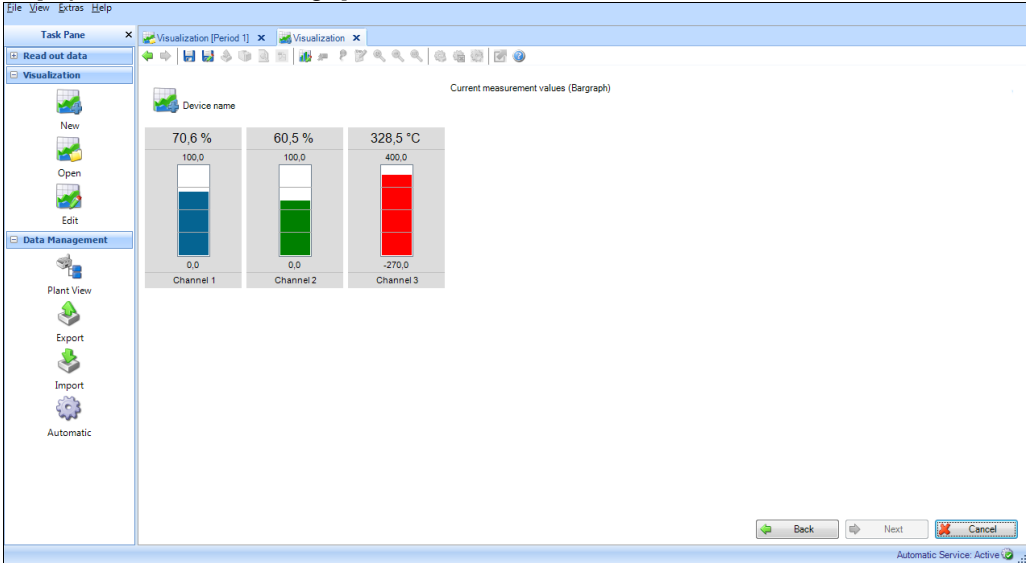 File View Extras Help
Task Pane
Visualization [Period 1]
Visualization
Read out data
Visualization
New
Open
Edit
Data Management
Plant View
Export
Import
Automatic
Current measurement values (Bargraph)
Device name
70,6 % 60,5 % 328,5 °C
100,0 100,0 400,0
0,0 0,0 -270,0
Channel 1 Channel 2 Channel 3
Back Next Cancel
Automatic Service: Active